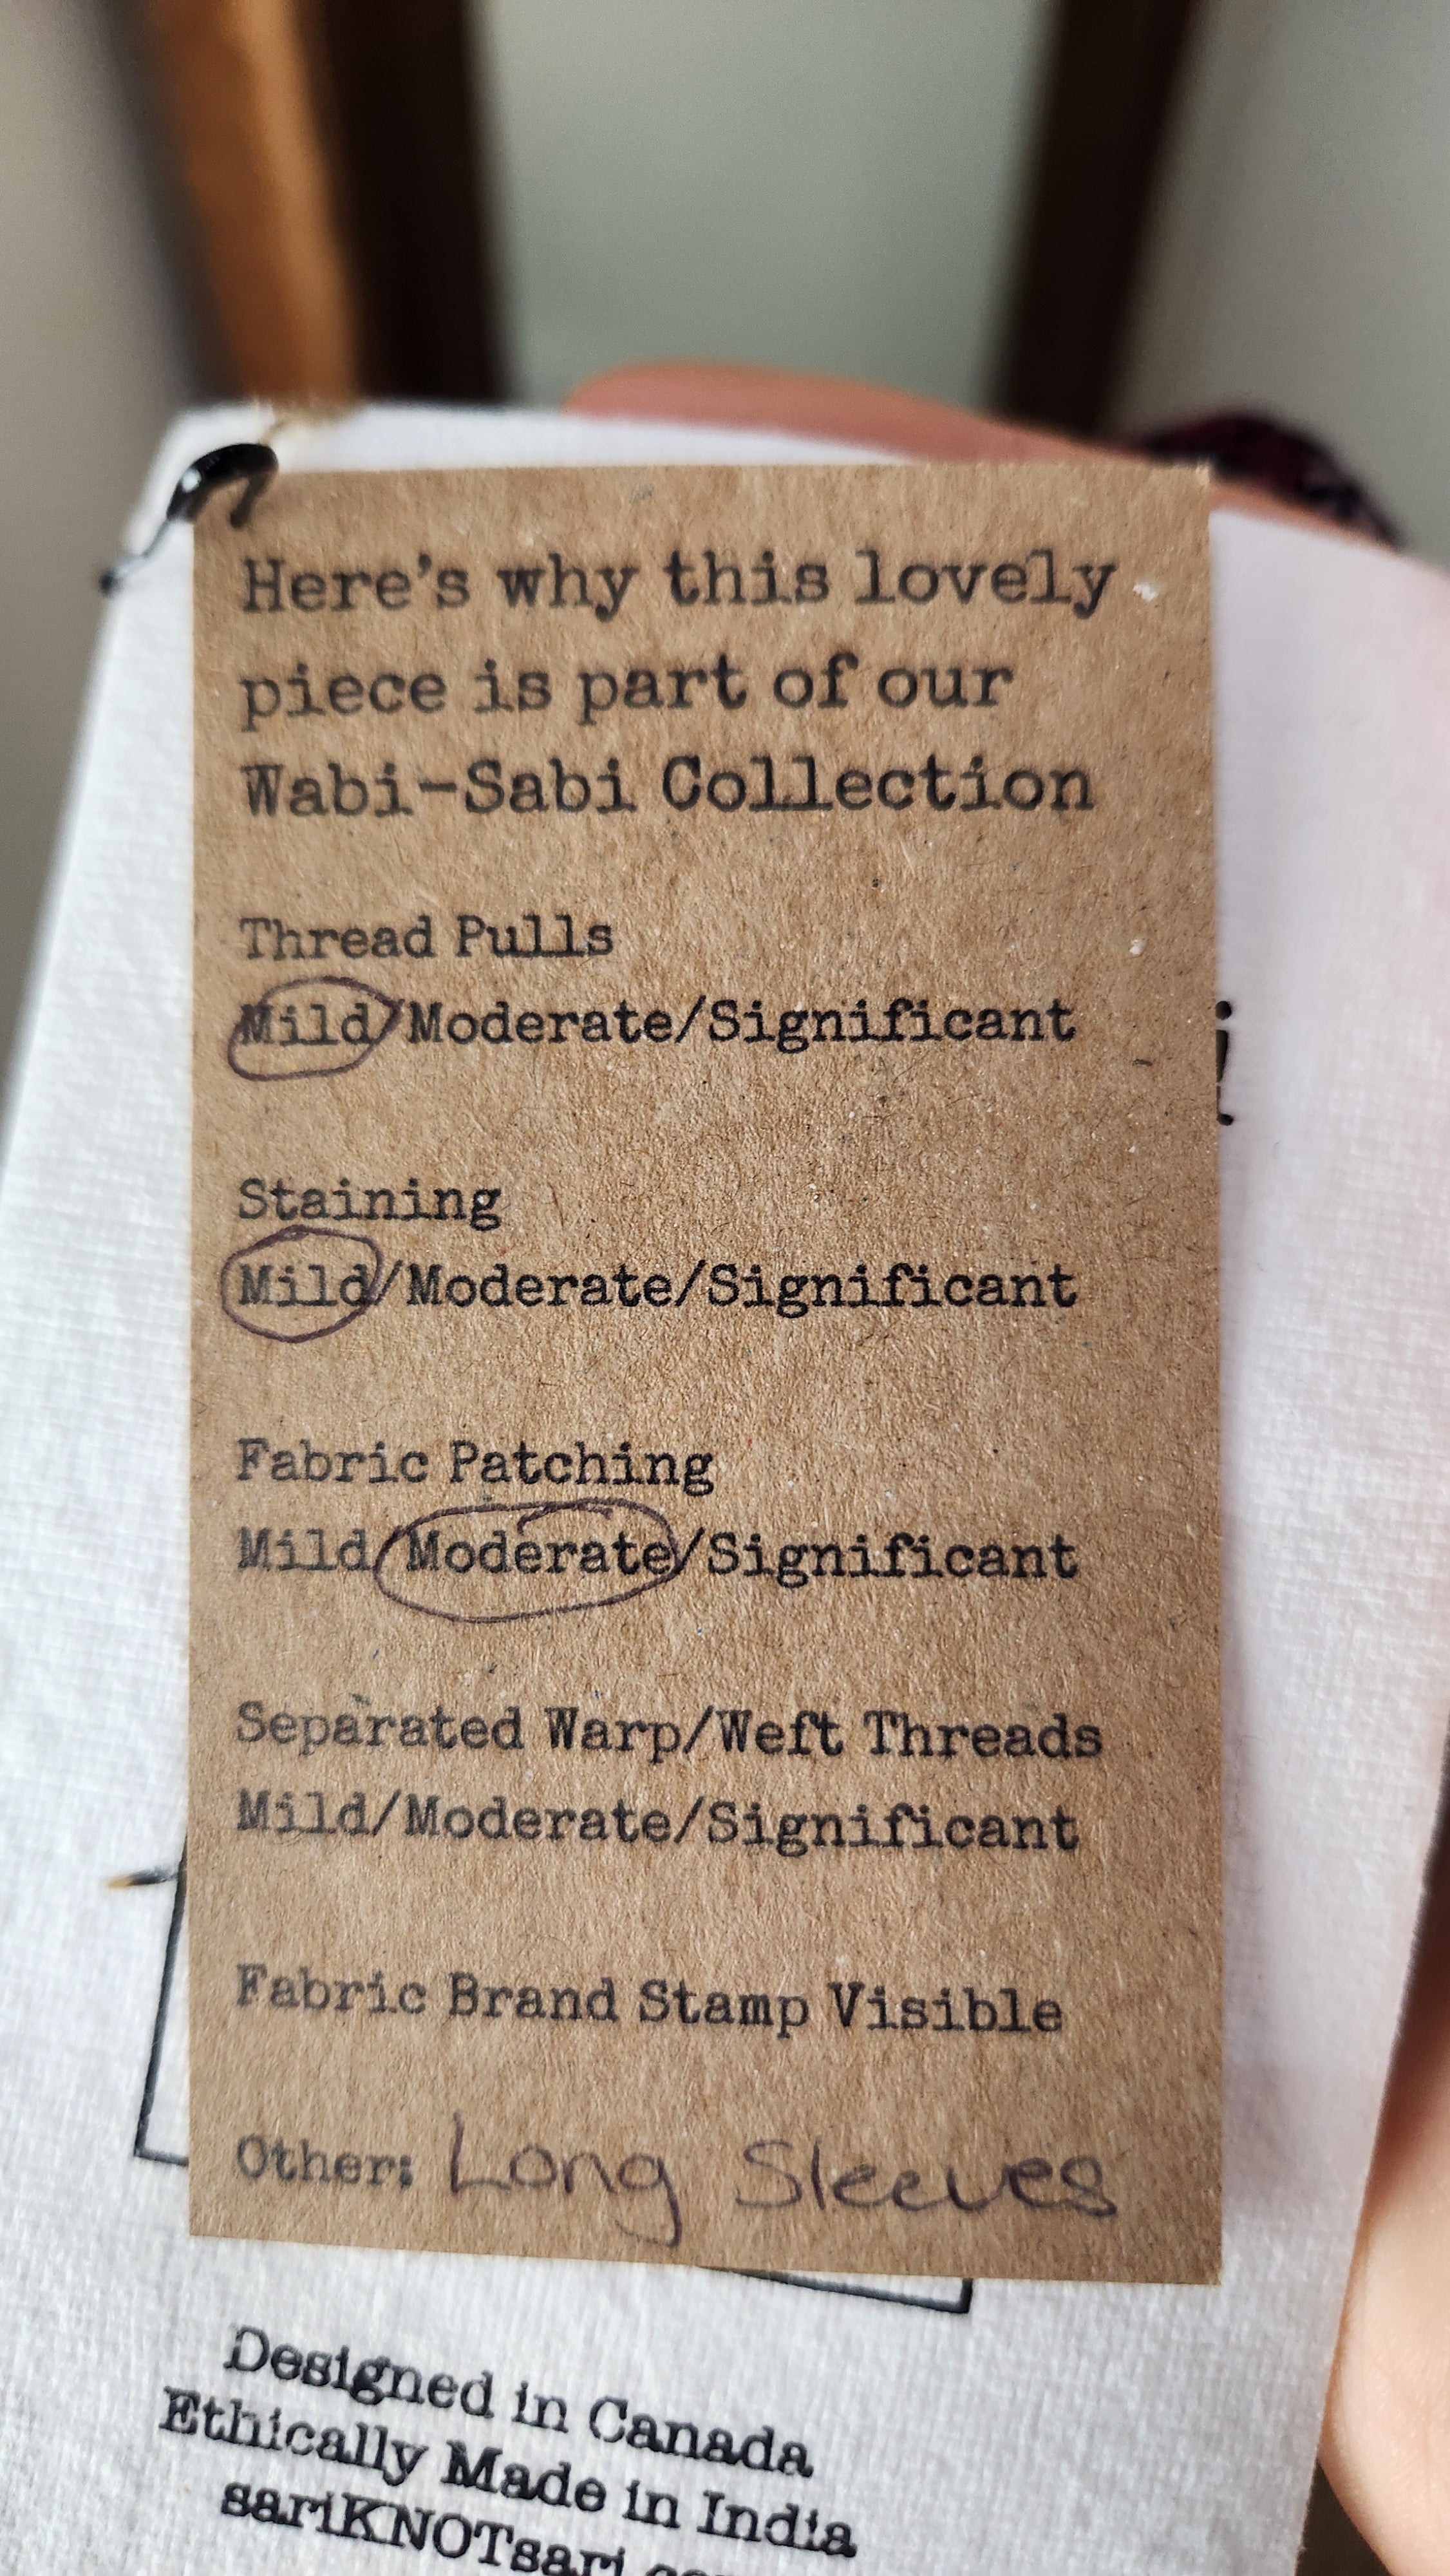 Here's why this lovely
piece is part of our
Wabi-Sabi Collection
Thread Pulls
Mild/Moderate/Significant
Staining
Mild/Moderate/Significant
Fabric Patching
Mild/Moderate/Significant
Separated Warp/Weft Threads
Mild/Moderate/Significant
Fabric Brand Stamp Visible
Other: Long Sleeves
Designed in Canada
Ethically Made in India